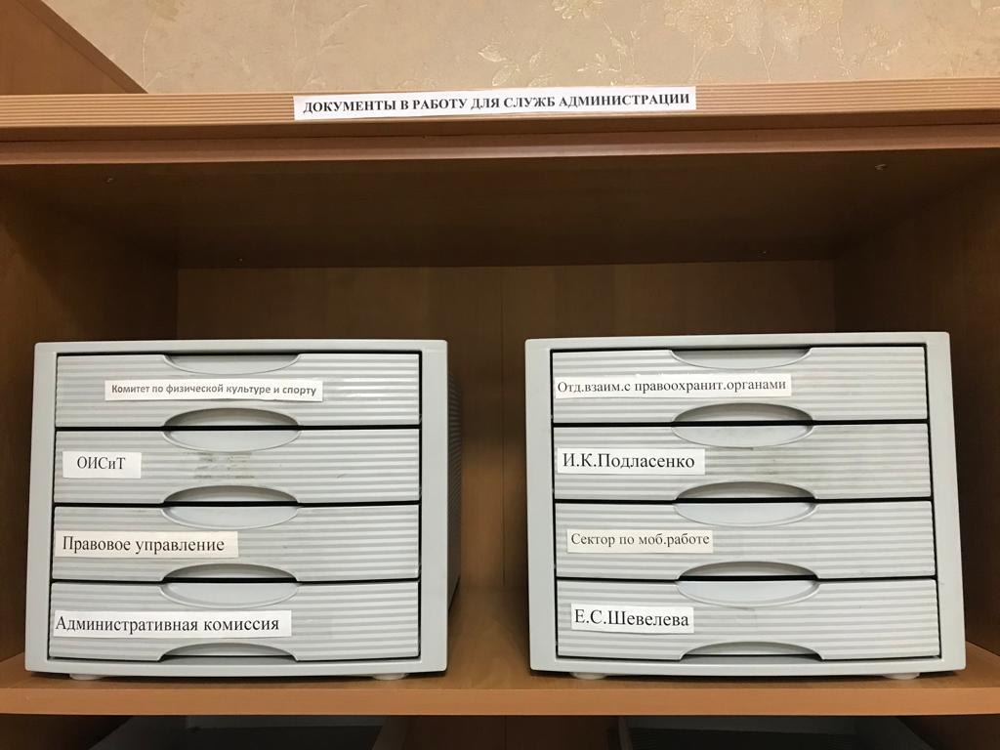 ДОКУМЕНТЫ В РАБОТУ ДЛЯ СЛУЖБ АДМИНИСТРАЦИИ
Комитет по физической культуре и спорту
ОИСиТ
Правовое управление
Административная комиссия
Отд.взаим.с правоохранит.органами
И.К.Подласенко
Сектор по моб.работе
Е.С.Шевелева